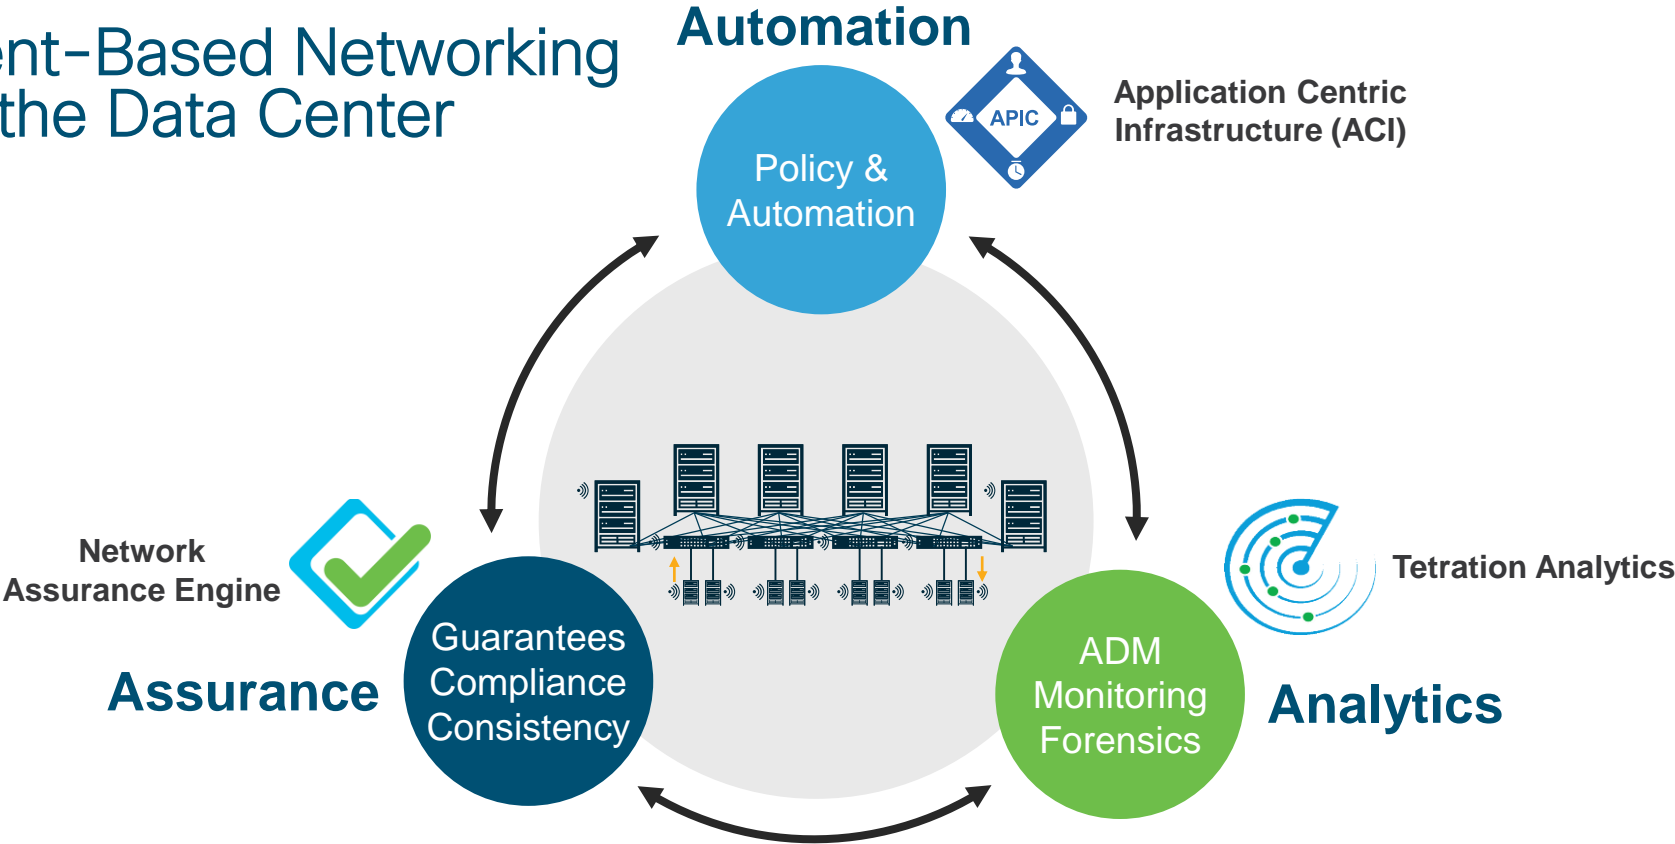 ent-Based Networking
the Data Center
Automation
APIC
Application Centric
Infrastructure (ACI)
Policy &
Automation
Network
Assurance Engine
Tetration Analytics
Guarantees
Compliance
Consistency
Assurance
ADM
Monitoring
Forensics
Analytics